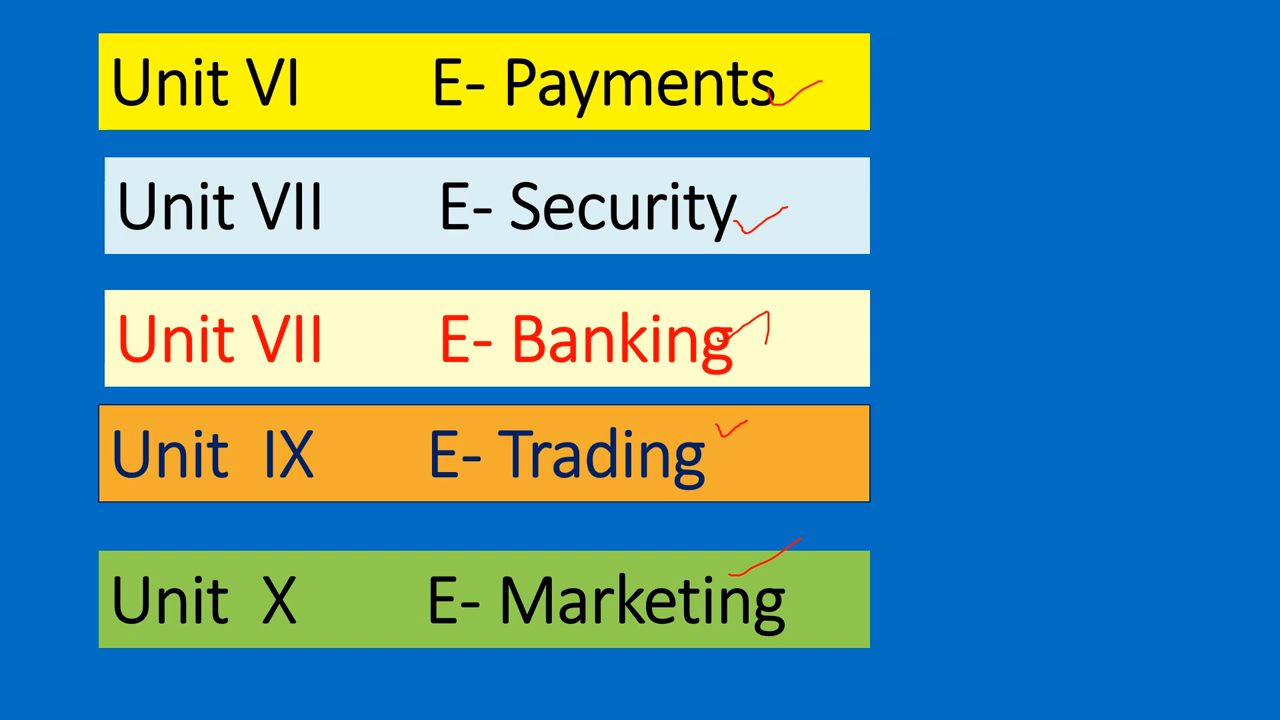 Unit VI E- Payments
Unit VII E- Security
Unit VII E- Banking
Unit IX E- Trading
Unit X E- Marketing